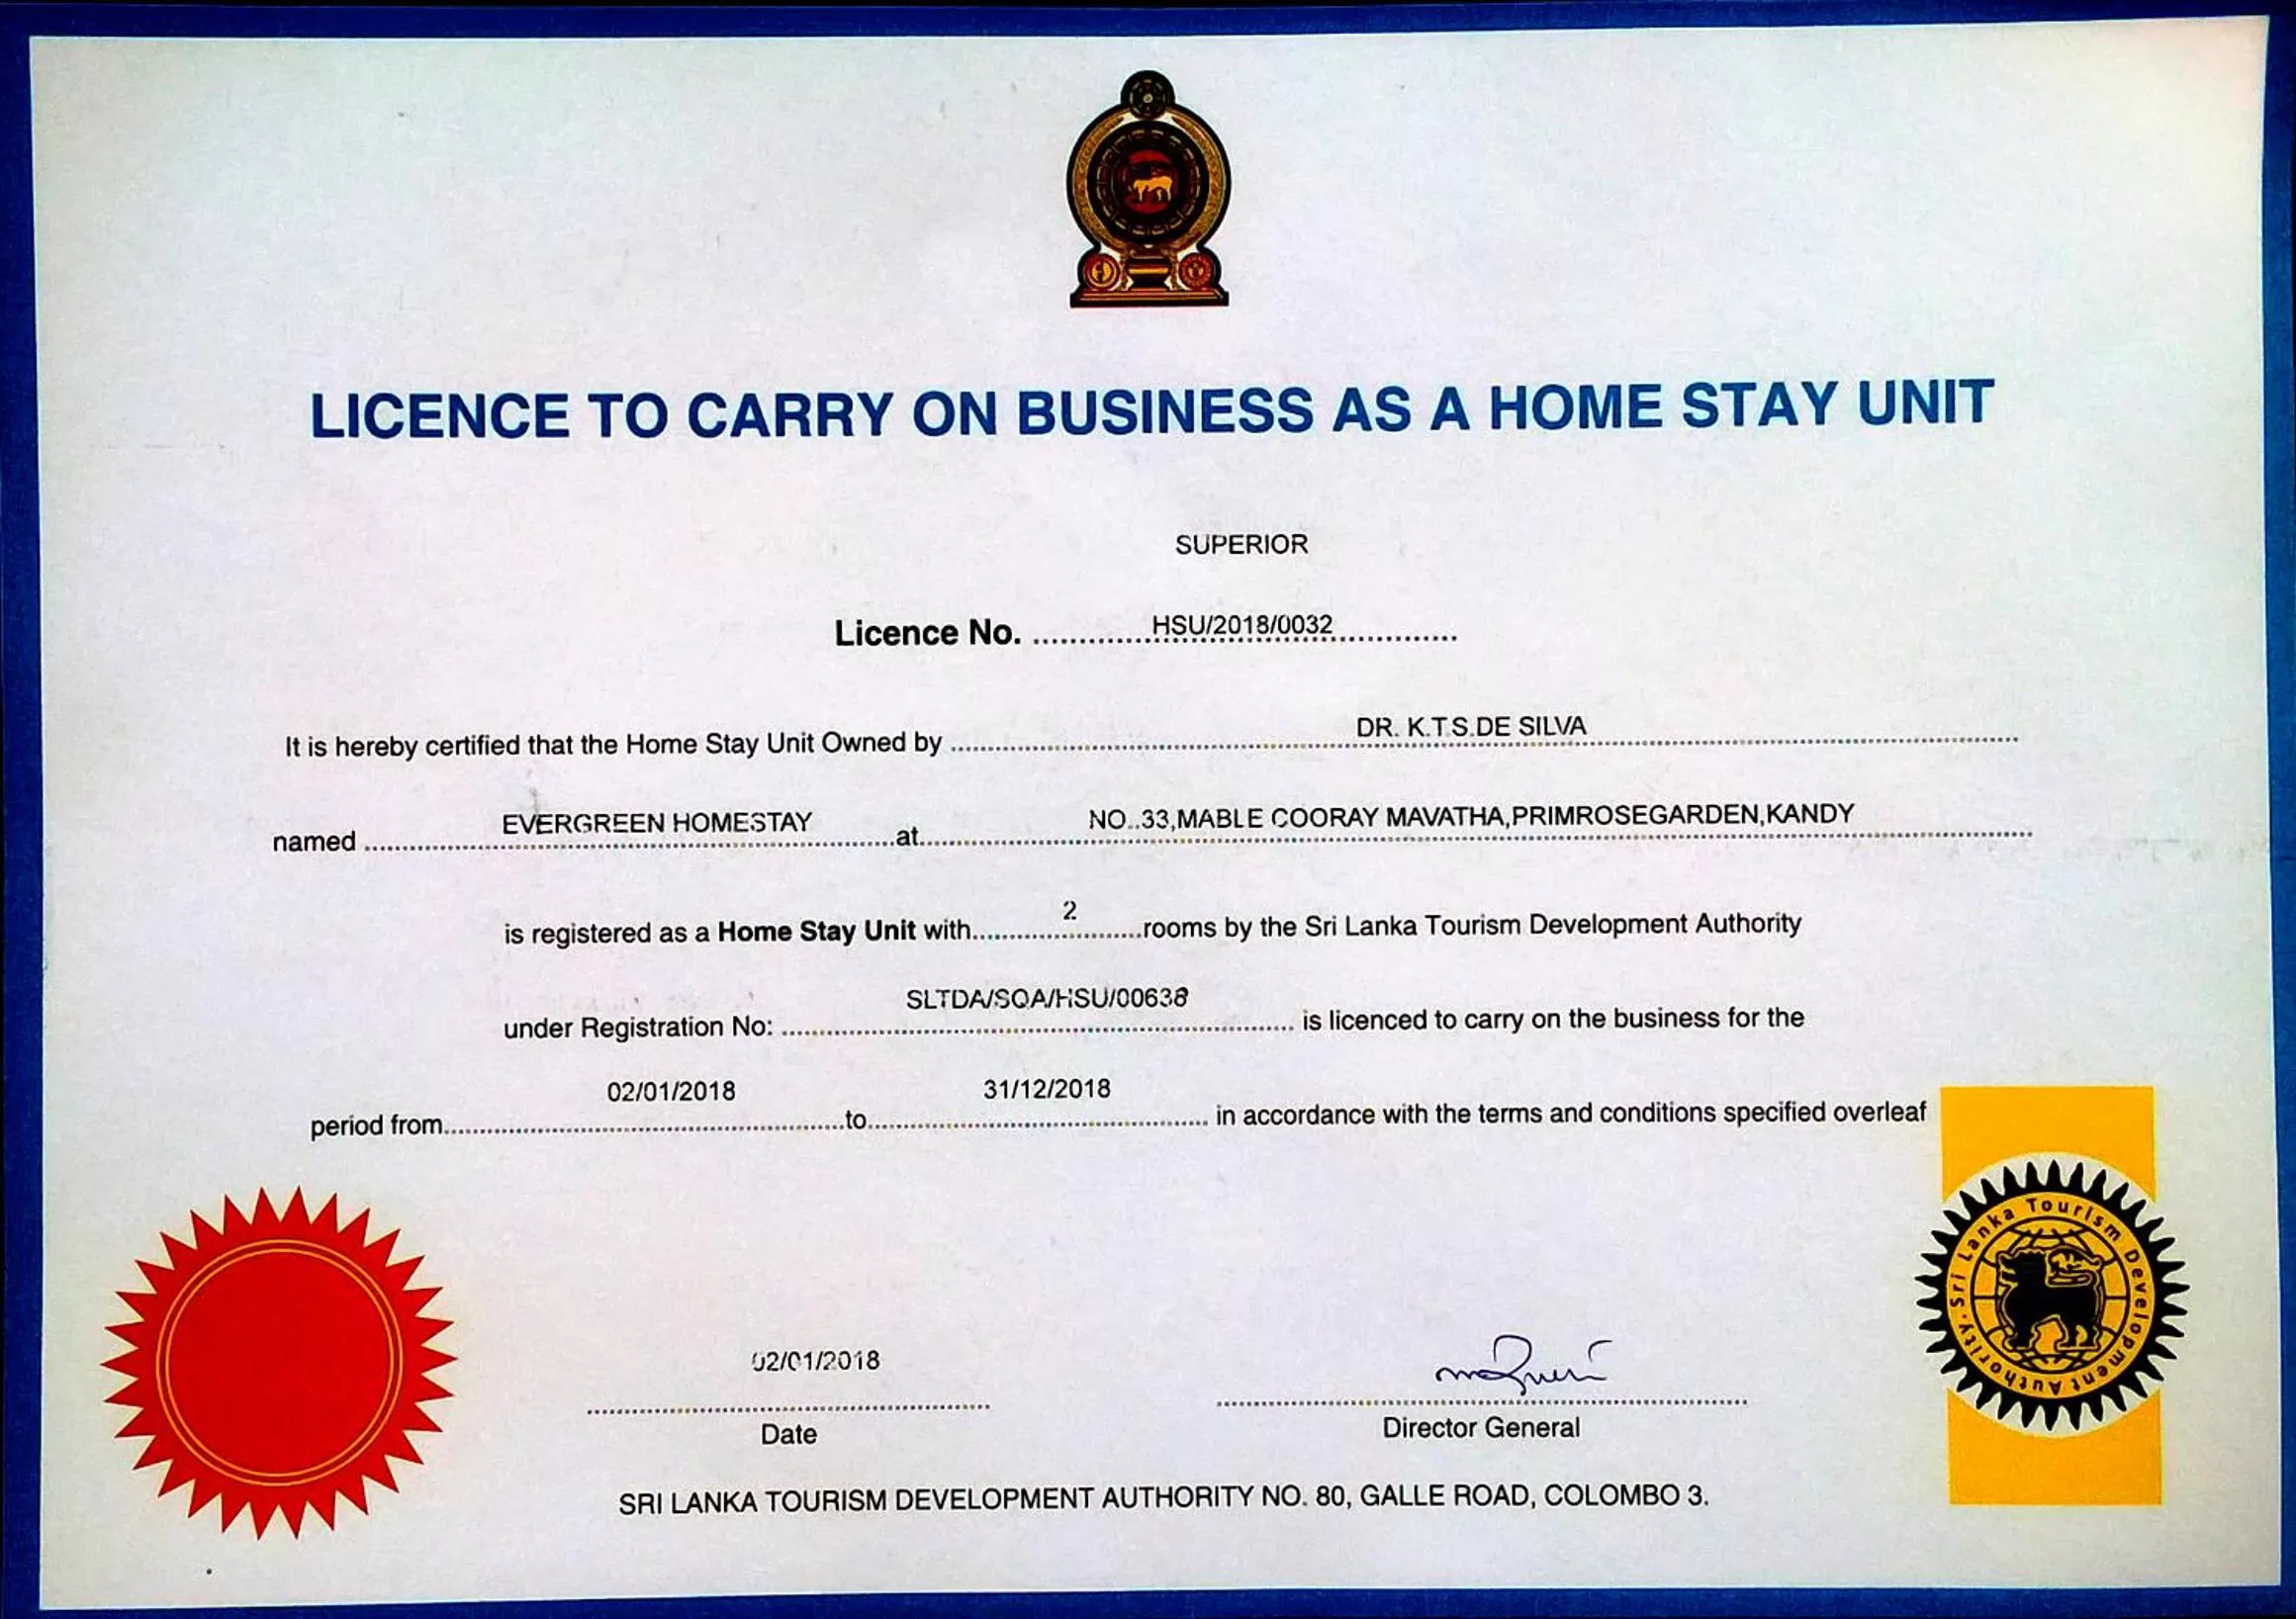 LICENCE TO CARRY ON BUSINESS AS A HOME STAY UNIT
SUPERIOR
Licence No. HSU/2018/0032
It is hereby certified that the Home Stay Unit Owned by DR. K.T.S.DE SILVA
named EVERGREEN HOMESTAY at NO..33,MABLE COORAY MAVATHA,PRIMROSEGARDEN,KANDY
is registered as a Home Stay Unit with 2 rooms by the Sri Lanka Tourism Development Authority
under Registration No: SLTDA/SQA/HSU/00638 is licenced to carry on the business for the
period from 02/01/2018 to 31/12/2018 in accordance with the terms and conditions specified overleaf
Sri Lanka Tourism Development Authority.
02/01/2018
Date
Director General
SRI LANKA TOURISM DEVELOPMENT AUTHORITY NO. 80, GALLE ROAD, COLOMBO 3.